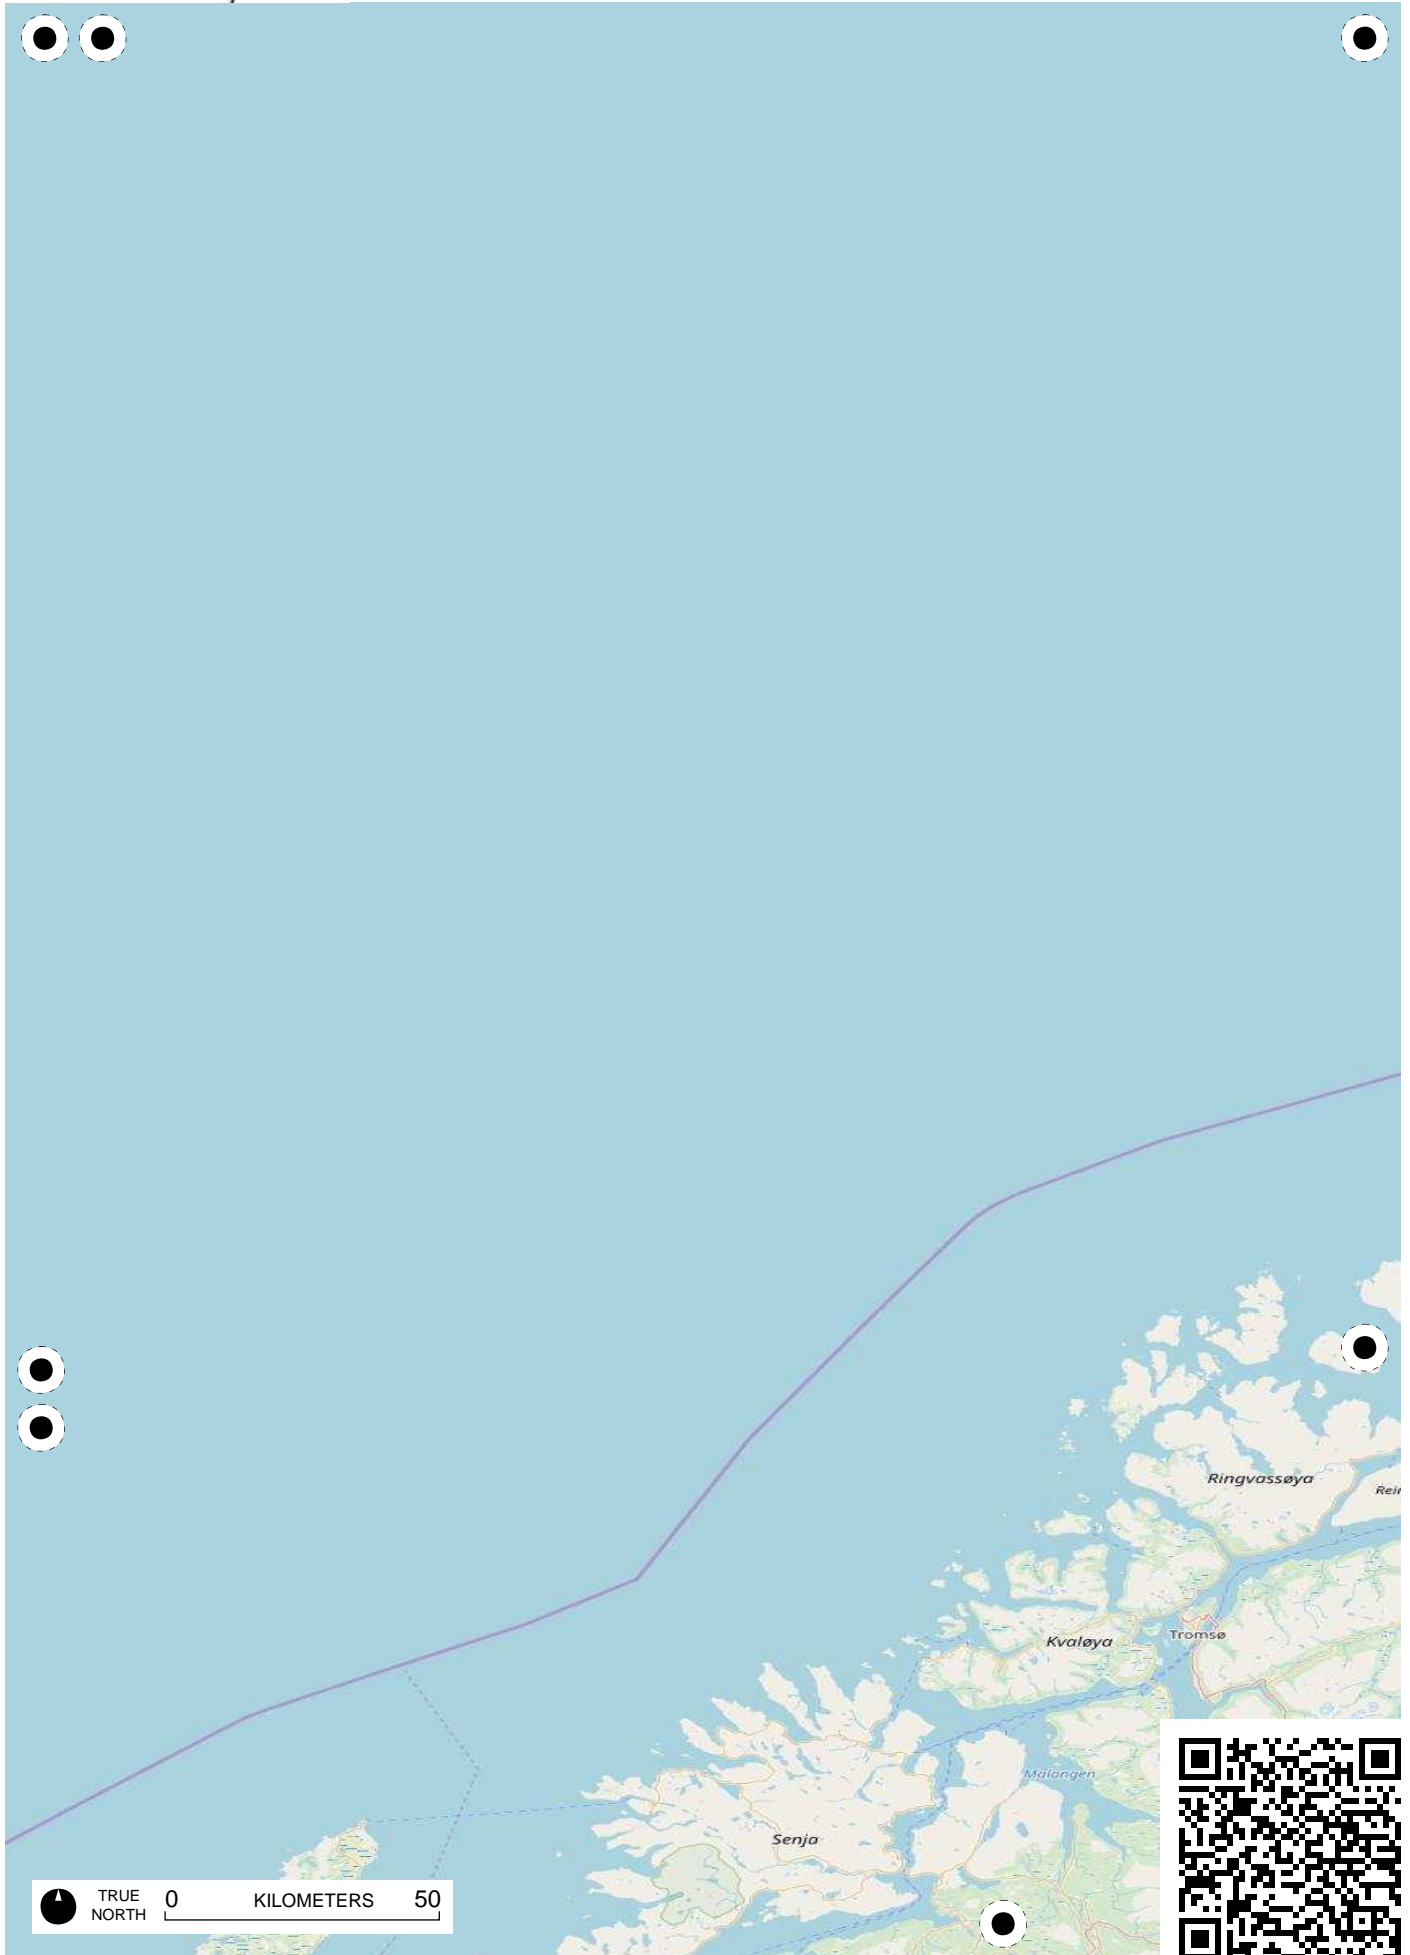 Ringvassøya
Kvaløya
Tromsø
Malangen
Senja
TRUE
NORTH
0 KILOMETERS 50